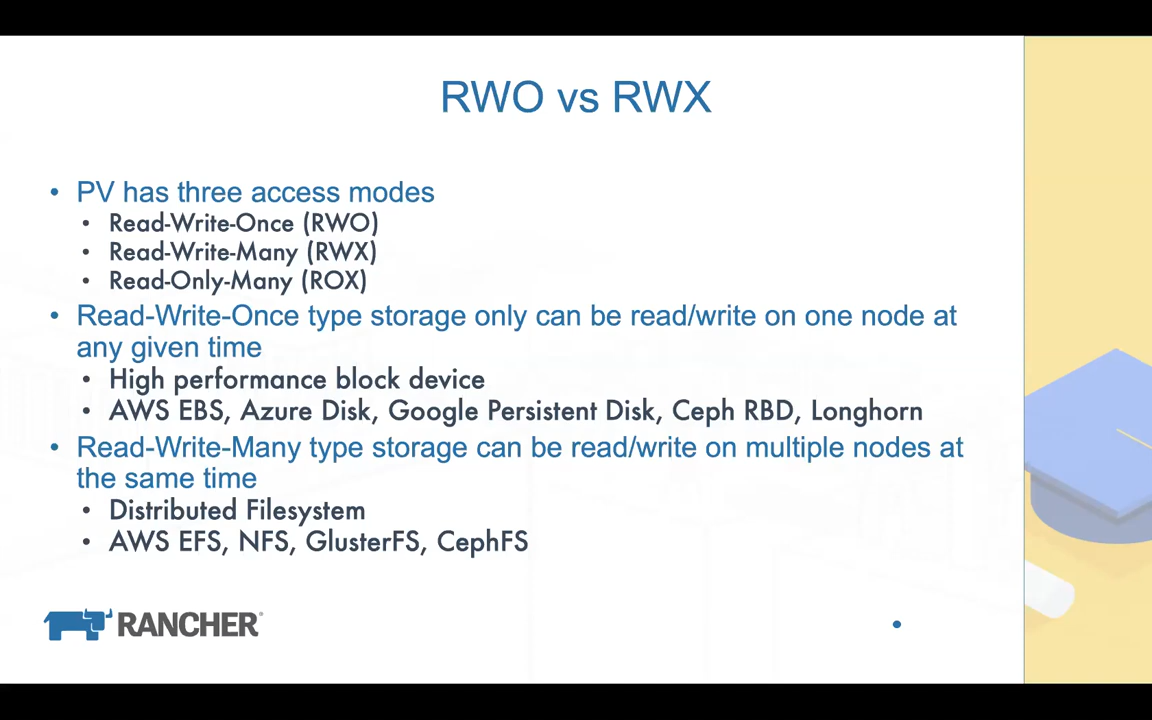 RWO vs RWX
• PV has three access modes
• Read-Write-Once (RWO)
• Read-Write-Many (RWX)
• Read-Only-Many (ROX)
• Read-Write-Once type storage only can be read/write on one node at
any given time
• High performance block device
• AWS EBS, Azure Disk, Google Persistent Disk, Ceph RBD, Longhorn
• Read-Write-Many type storage can be read/write on multiple nodes at
the same time
• Distributed Filesystem
• AWS EFS, NFS, GlusterFS, CephFS
RANCHER®